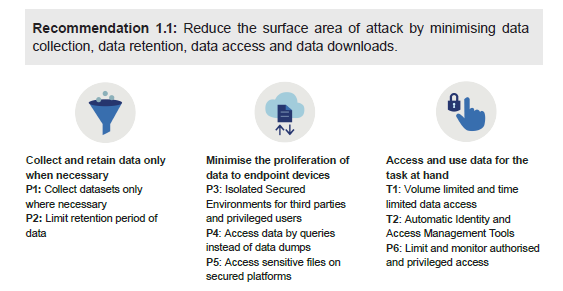 Recommendation 1.1: Reduce the surface area of attack by minimising data
collection, data retention, data access and data downloads.
Collect and retain data only
when necessary
P1: Collect datasets only
where necessary
P2: Limit retention period of
data
Minimise the proliferation of
data to endpoint devices
P3: Isolated Secured
Environments for third parties
and privileged users
P4: Access data by queries
instead of data dumps
P5: Access sensitive files on
secured platforms
Access and use data for the
task at hand
T1: Volume limited and time
limited data access
T2: Automatic Identity and
Access Management Tools
P6: Limit and monitor authorised
and privileged access